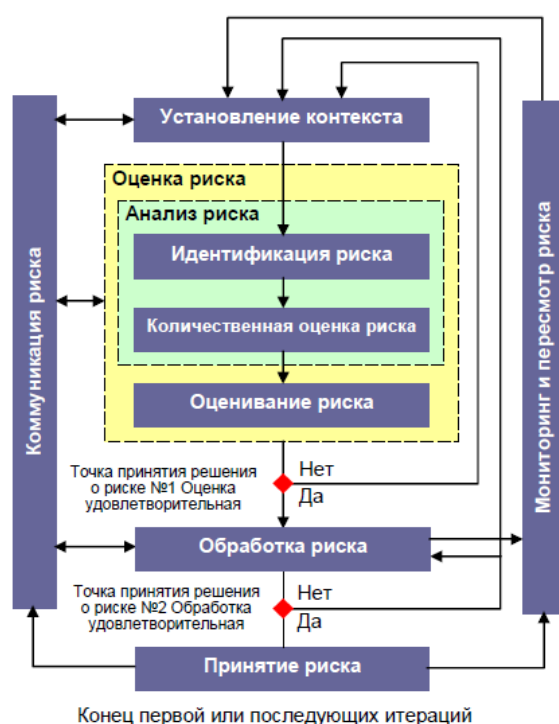 Установление контекста
Оценка риска
Анализ риска
Идентификация риска
Количественная оценка риска
Оценивание риска
Коммуникация риска
Мониторинг и пересмотр риска
Точка принятия решения
о риске №1 Оценка
удовлетворительная
Нет
Да
Обработка риска
Точка принятия решения
о риске №2 Обработка
удовлетворительная
Нет
Да
Принятие риска
Конец первой или последующих итераций